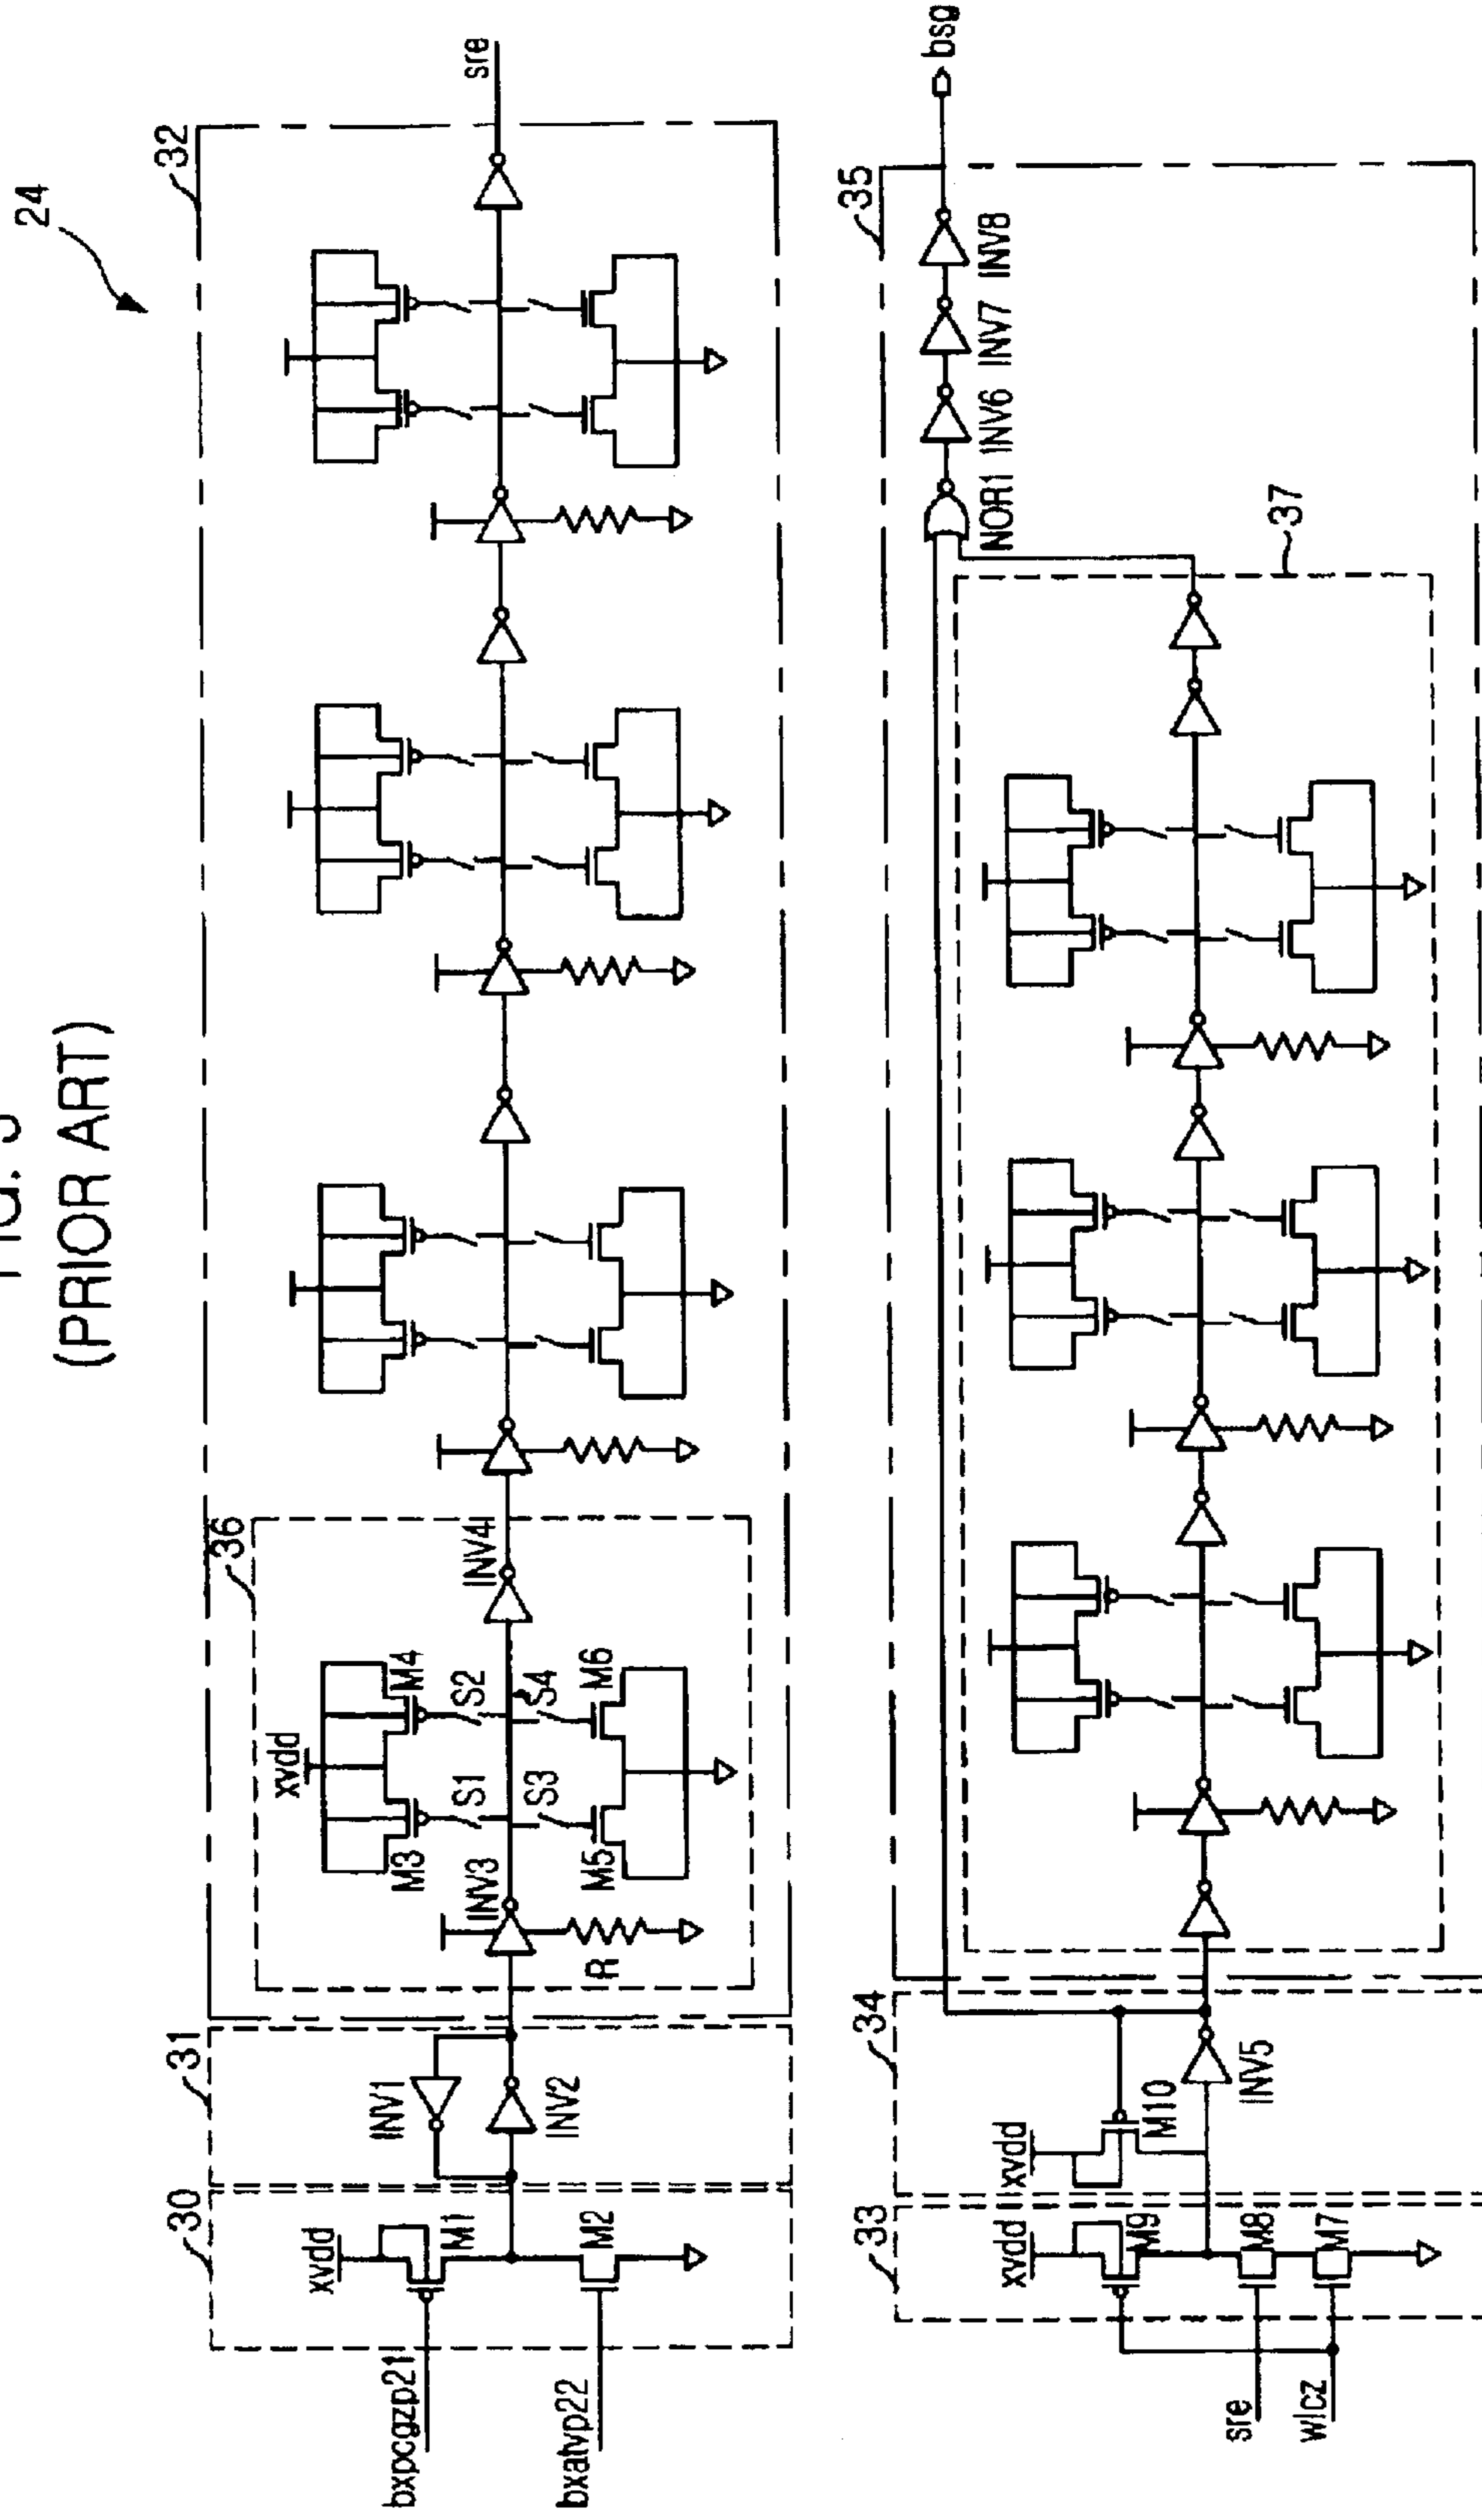 FIG. 3
(PRIOR ART)
24
32
sre
36
INV4
M4
S2
S4
M6
xvdd
S1
S3
M3
INV3
M5
R
31
INV1
INV2
30
xvdd
M1
M2
bxpcgzp21
bxatvp22
35
bsg
NOR1 INV6 INV7 INV8
37
34
xvdd
M10
INV5
33
xvdd
M9
M8
M7
sre
wlcz